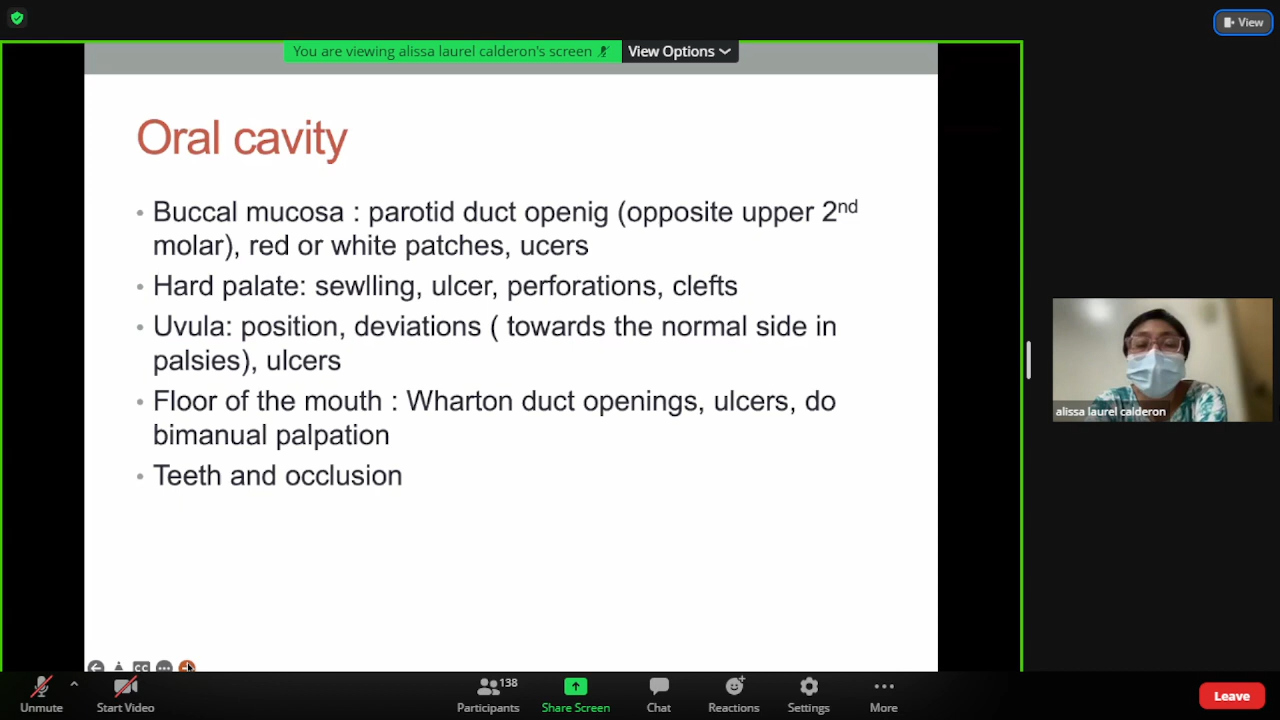 View
You are viewing alissa laurel calderon's screen
View Options
Oral cavity
• Buccal mucosa : parotid duct openig (opposite upper 2nd
molar), red or white patches, ucers
• Hard palate: sewlling, ulcer, perforations, clefts
• Uvula: position, deviations ( towards the normal side in
palsies), ulcers
• Floor of the mouth : Wharton duct openings, ulcers, do
bimanual palpation
• Teeth and occlusion
alissa laurel calderon
CC
138
Unmute
Start Video
Participants
Share Screen
Chat
Reactions
Settings
More
Leave